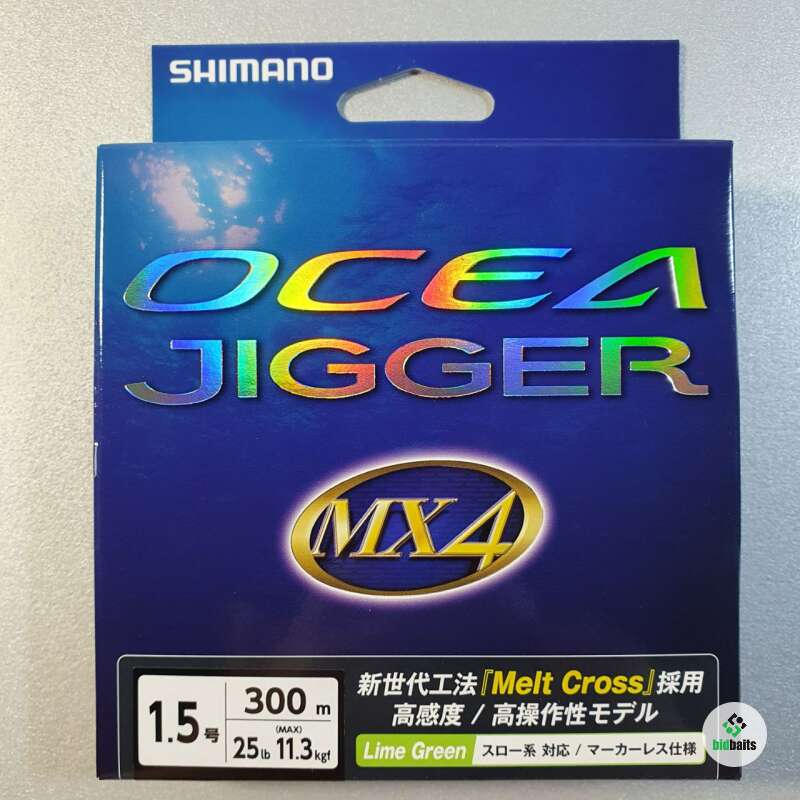 SHIMANO
OCEA
JIGGER
MX4
1.5号
300m
(MAX)
25lb 11.3kgf
新世代工法『Melt Cross』採用
高感度 / 高操作性モデル
Lime Green スロー系 対応 / マーカーレス仕様
bidbaits